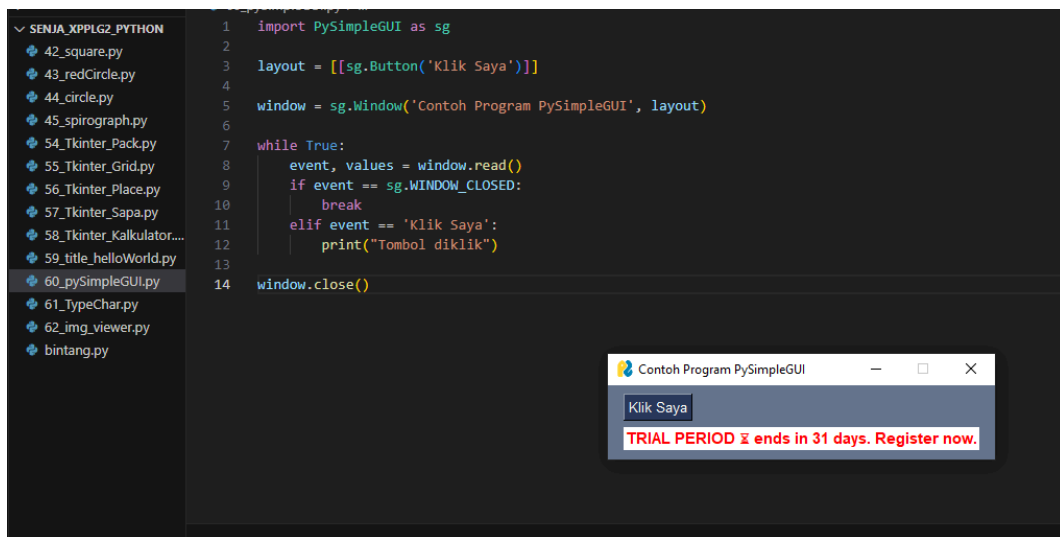 SENJA_XPPLG2_PYTHON
42_square.py
43_redCircle.py
44_circle.py
45_spirograph.py
54_Tkinter_Pack.py
55_Tkinter_Grid.py
56_Tkinter_Place.py
57_Tkinter_Sapa.py
58_Tkinter_Kalkulator....
59_title_helloWorld.py
60_pySimpleGUI.py
61_TypeChar.py
62_img_viewer.py
bintang.py
1 import PySimpleGUI as sg
2
3 layout = [[sg.Button('Klik Saya')]]
4
5 window = sg.Window('Contoh Program PySimpleGUI', layout)
6
7 while True:
8 event, values = window.read()
9 if event == sg.WINDOW_CLOSED:
10 break
11 elif event == 'Klik Saya':
12 print("Tombol diklik")
13
14 window.close()
Contoh Program PySimpleGUI
Klik Saya
TRIAL PERIOD ⏳ ends in 31 days. Register now.